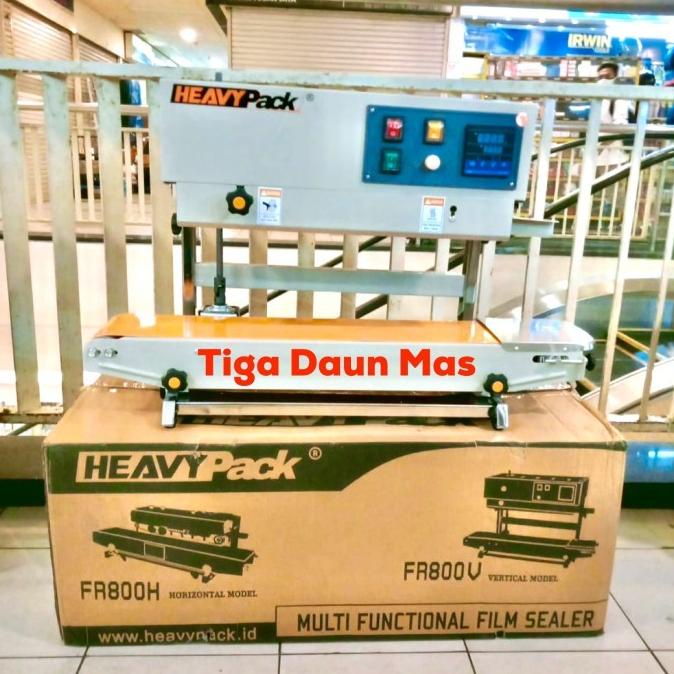 IRWIN
HEAVYPack ®
Tiga Daun Mas
HEAVYPack ®
FR800H HORIZONTAL MODEL
FR800V VERTICAL MODEL
MULTI FUNCTIONAL FILM SEALER
www.heavypack.id